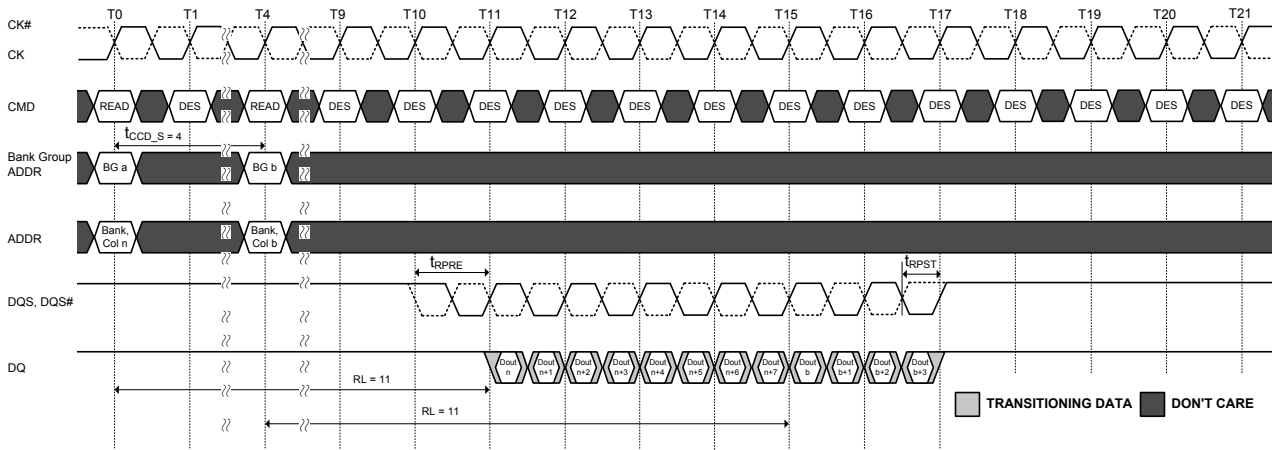 T0 T1 T4 T9 T10 T11 T12 T13 T14 T15 T16 T17 T18 T19 T20 T21
CK#
CK
CMD READ DES READ DES DES DES DES DES DES DES DES DES DES DES DES DES
tCCD_S = 4
Bank Group
ADDR
BG a BG b
ADDR
Bank, Col n
Bank, Col b
tRPRE tRPST
DQS, DQS#
DQ
Dout n
Dout n+1
Dout n+2
Dout n+3
Dout n+4
Dout n+5
Dout n+6
Dout n+7
Dout b
Dout b+1
Dout b+2
Dout b+3
RL = 11
RL = 11
TRANSITIONING DATA DON'T CARE